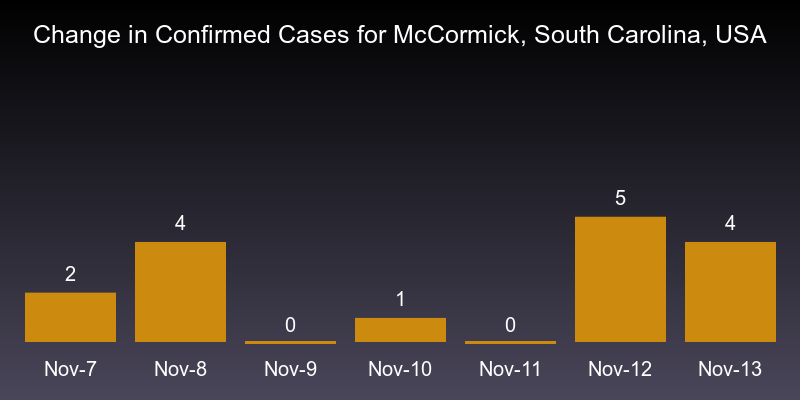 Change in Confirmed Cases for McCormick, South Carolina, USA
5
4 4
2
1
0 0
Nov-7 Nov-8 Nov-9 Nov-10 Nov-11 Nov-12 Nov-13